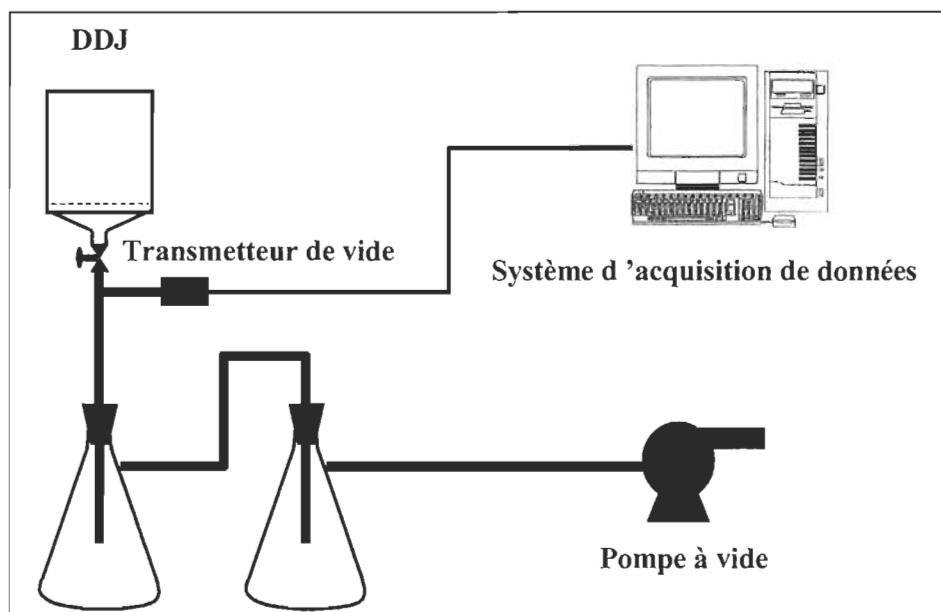 DDJ
Transmetteur de vide
Système d ’acquisition de données
Pompe à vide